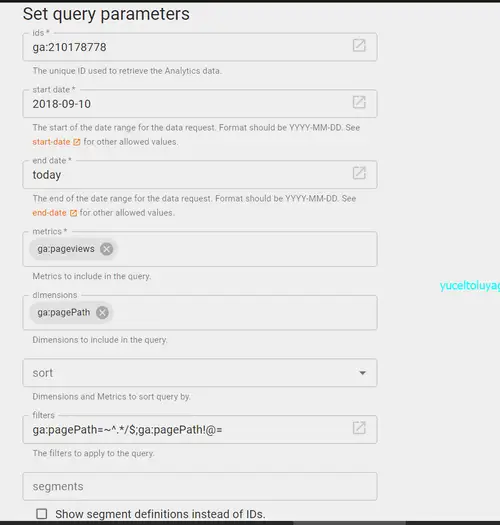 Set query parameters
ids *
ga:210178778
The unique ID used to retrieve the Analytics data.
start date *
2018-09-10
The start of the date range for the data request. Format should be YYYY-MM-DD. See
start-date for other allowed values.
end date *
today
The end of the date range for the data request. Format should be YYYY-MM-DD. See
end-date for other allowed values.
metrics *
ga:pageviews
Metrics to include in the query.
yuceltoluyag
dimensions
ga:pagePath
Dimensions to include in the query.
sort
Dimensions and Metrics to sort query by.
filters
ga:pagePath=~^.*/$;ga:pagePath!@=
The filters to apply to the query.
segments
Show segment definitions instead of IDs.